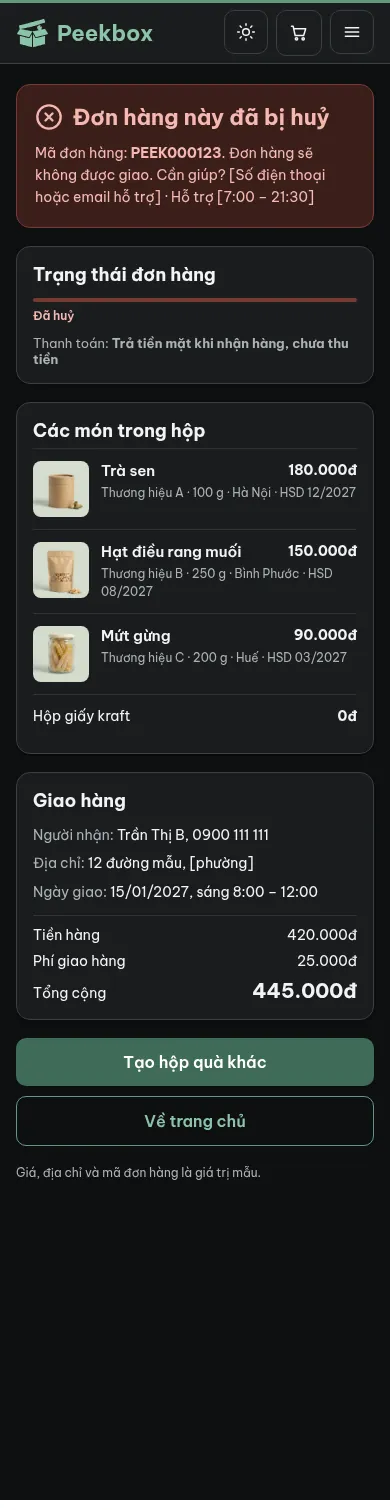 Peekbox
Đơn hàng này đã bị huỷ
Mã đơn hàng: PEEK000123. Đơn hàng sẽ
không được giao. Cần giúp? [Số điện thoại
hoặc email hỗ trợ] · Hỗ trợ [7:00 – 21:30]
Trạng thái đơn hàng
Đã huỷ
Thanh toán: Trả tiền mặt khi nhận hàng, chưa thu
tiền
Các món trong hộp
Trà sen 180.000đ
Thương hiệu A · 100 g · Hà Nội · HSD 12/2027
Hạt điều rang muối 150.000đ
Thương hiệu B · 250 g · Bình Phước · HSD
08/2027
Mứt gừng 90.000đ
Thương hiệu C · 200 g · Huế · HSD 03/2027
Hộp giấy kraft 0đ
Giao hàng
Người nhận: Trần Thị B, 0900 111 111
Địa chỉ: 12 đường mẫu, [phường]
Ngày giao: 15/01/2027, sáng 8:00 – 12:00
Tiền hàng 420.000đ
Phí giao hàng 25.000đ
Tổng cộng 445.000đ
Tạo hộp quà khác
Về trang chủ
Giá, địa chỉ và mã đơn hàng là giá trị mẫu.